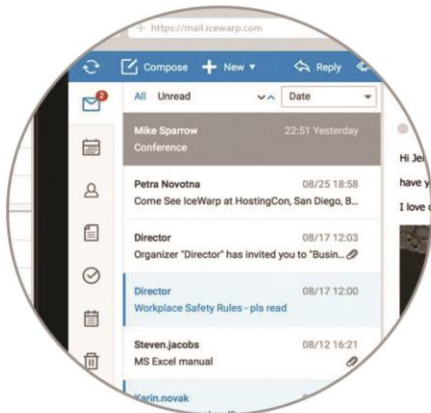 https://mail.icewarp.com
Compose New Reply
2
All Unread Date
Mike Sparrow 22:51 Yesterday
Conference
Hi
Petra Novotna 08/25 18:58
have
Come See IceWarp at HostingCon, San Diego, B...
I love
Director 08/17 12:03
Organizer "Director" has invited you to "Busin...
Director 08/17 12:00
Workplace Safety Rules - pls read
Steven.jacobs 08/12 16:21
MS Excel manual
Karin.novak